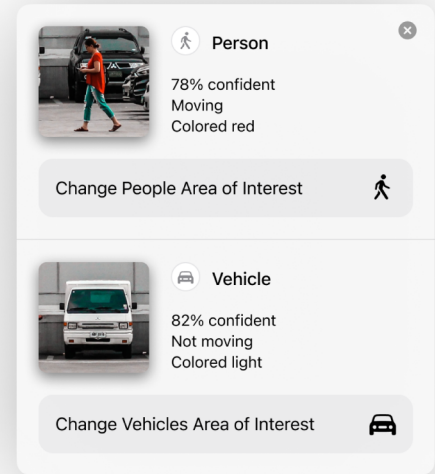 Person
78% confident
Moving
Colored red
Change People Area of Interest
Vehicle
82% confident
Not moving
Colored light
Change Vehicles Area of Interest